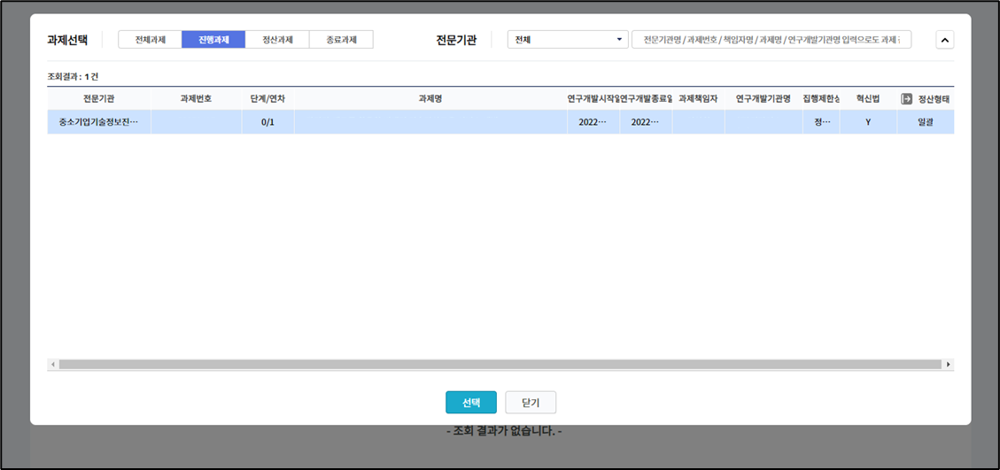 과제선택 전체과제 진행과제 정산과제 종료과제 전문기관 전체 전문기관명 / 과제번호 / 책임자명 / 과제명 / 연구개발기관명 입력으로도 과제
조회결과 : 1 건
전문기관 과제번호 단계/연차 과제명 연구개발시작일 연구개발종료일 과제책임자 연구개발기관명 집행제한상 혁신법 정산형태
중소기업기술정보진… 0/1 2022… 2022… 정… Y 일괄
선택 닫기
- 조회 결과가 없습니다. -